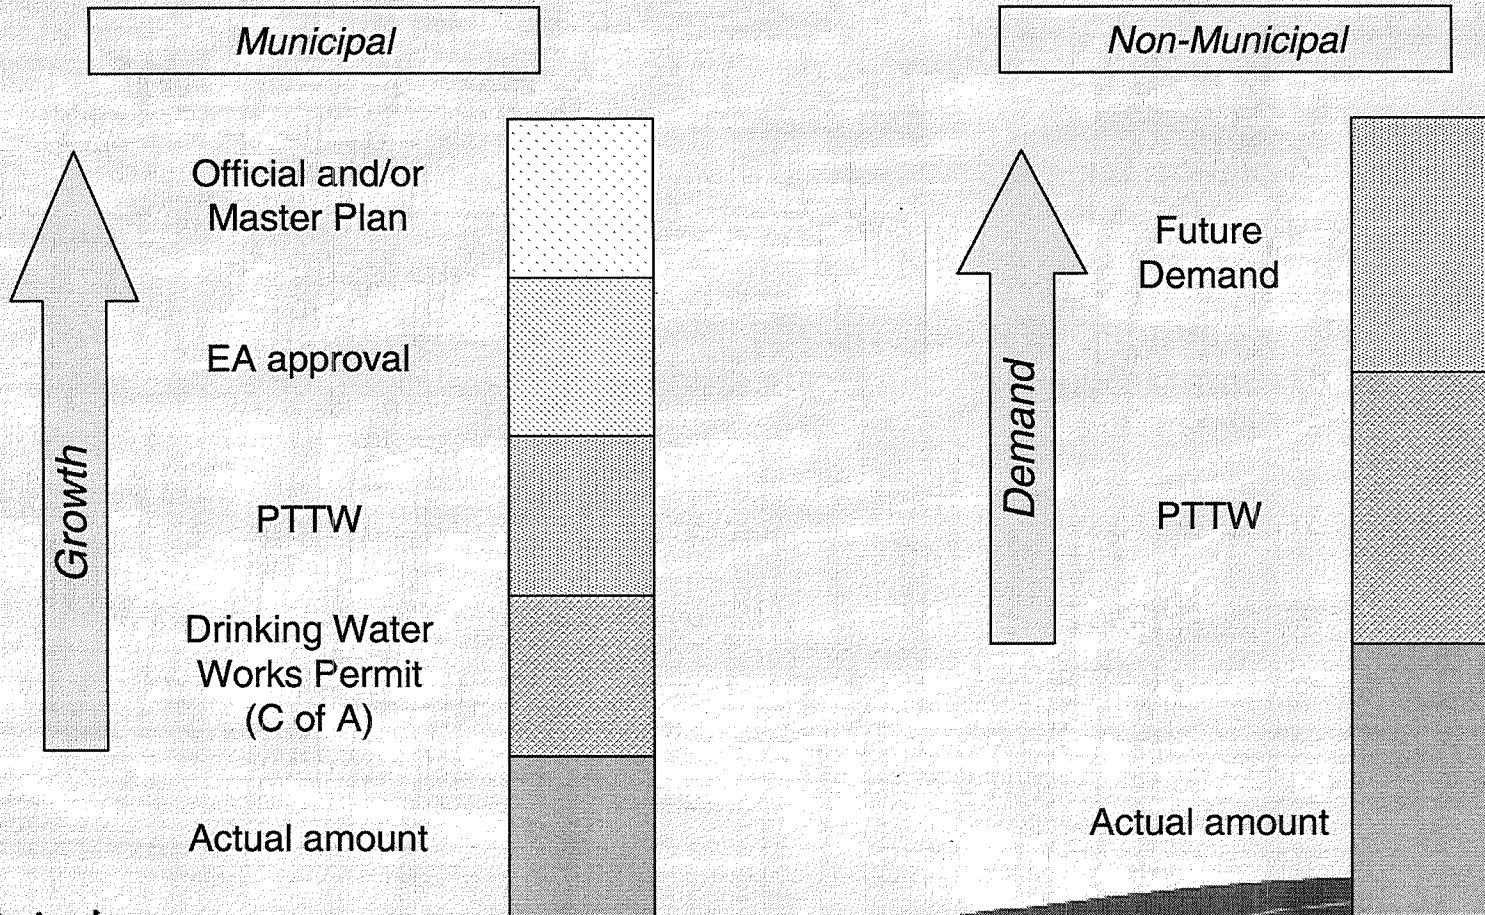 Municipal
Official and/or
Master Plan
EA approval
Growth
PTTW
Drinking Water
Works Permit
(C of A)
Actual amount
Non-Municipal
Future
Demand
Demand
PTTW
Actual amount